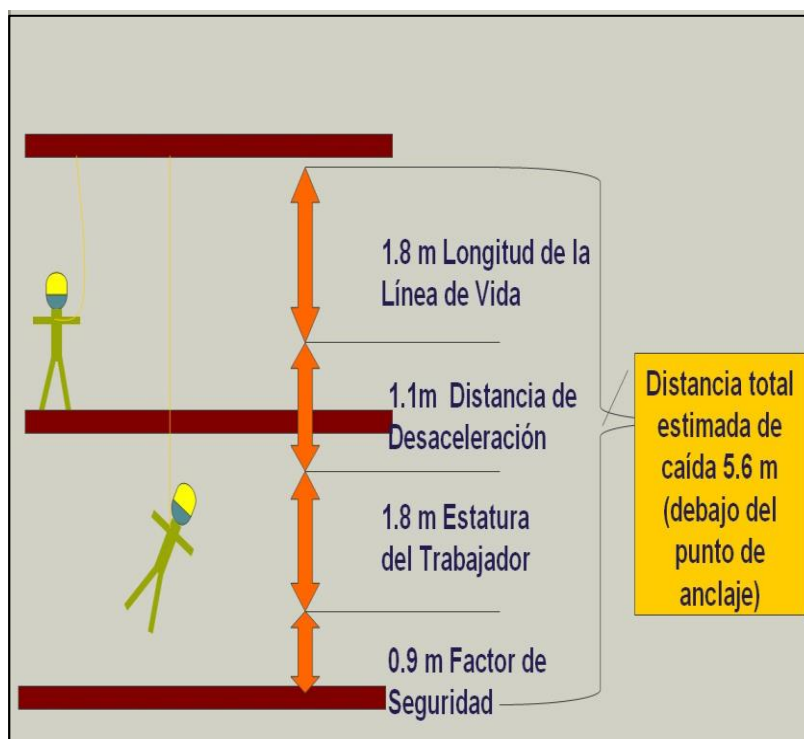 1.8 m Longitud de la
Línea de Vida
1.1m Distancia de
Desaceleración
1.8 m Estatura
del Trabajador
0.9 m Factor de
Seguridad
Distancia total
estimada de
caída 5.6 m
(debajo del
punto de
anclaje)